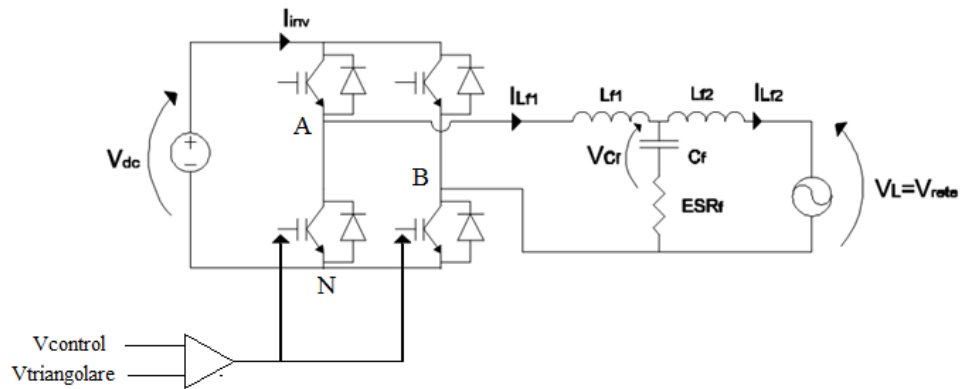 Iinv
ILf1
Lf1
Lf2
ILf2
A
Vdc
VCf
Cf
B
VL=Vrete
ESRf
N
Vcontrol
Vtriangolare